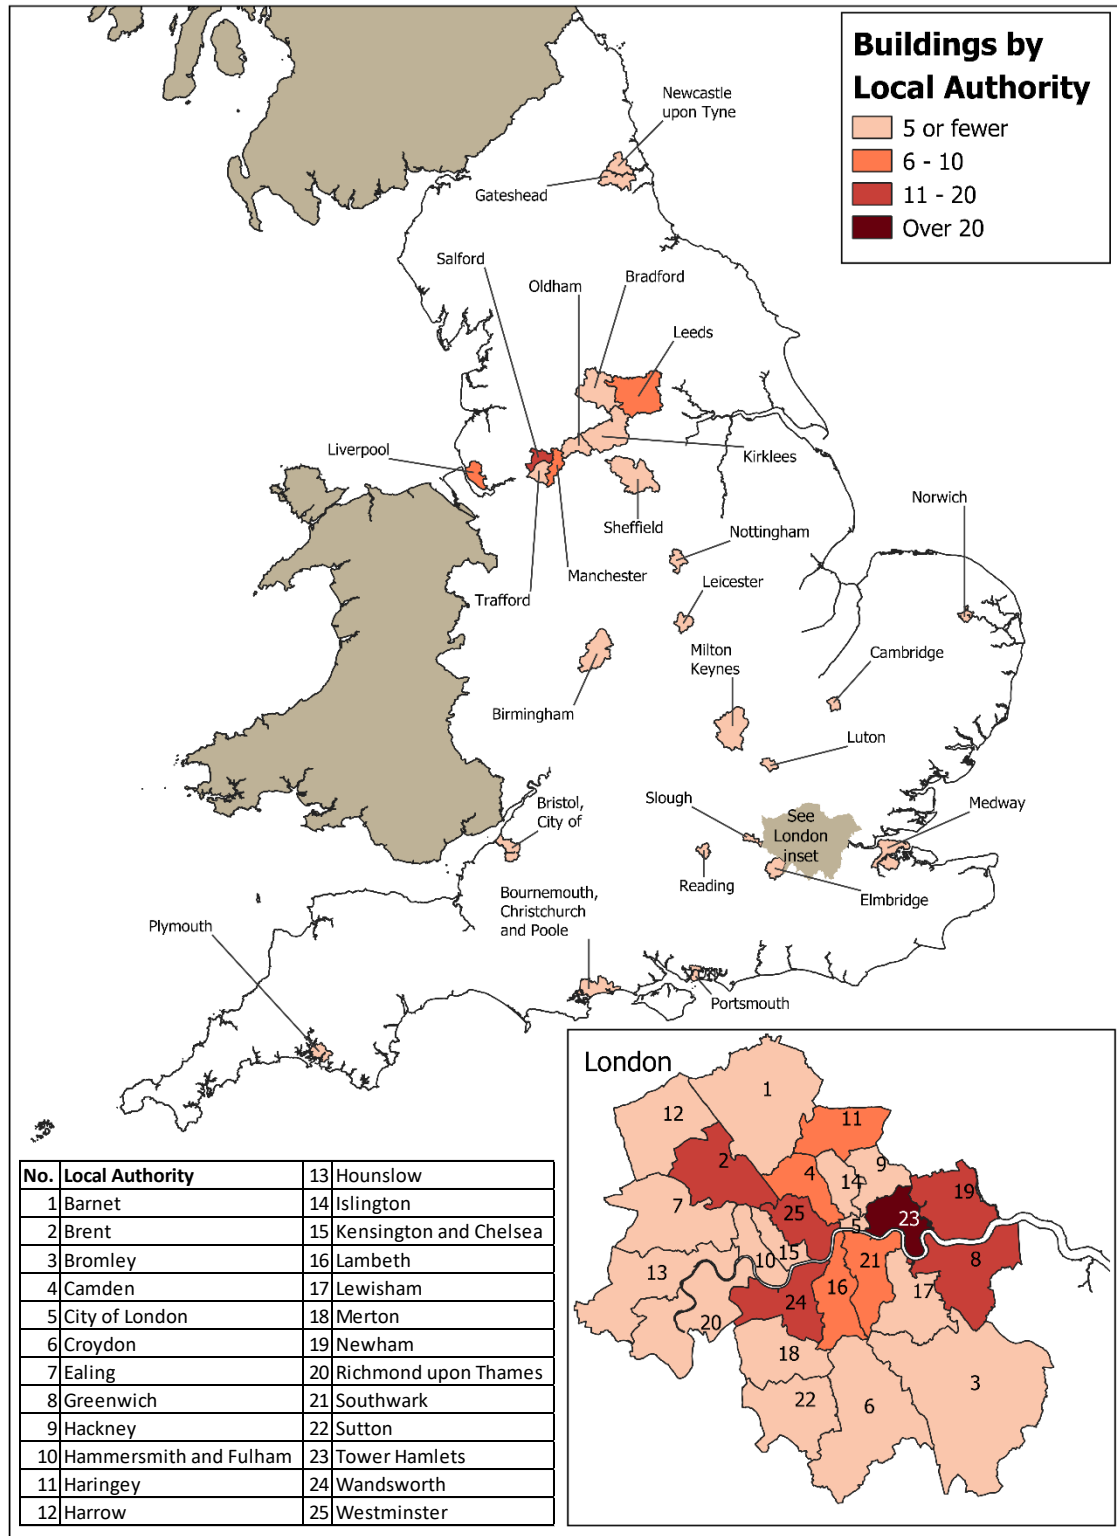 Buildings by
Local Authority
5 or fewer
6 - 10
11 - 20
Over 20
Newcastle
upon Tyne
Gateshead
Salford
Oldham
Bradford
Leeds
Liverpool
Kirklees
Sheffield
Norwich
Nottingham
Manchester
Trafford
Leicester
Milton
Keynes
Cambridge
Birmingham
Luton
Bristol,
City of
Slough
See
London
inset
Medway
Reading
Elmbridge
Bournemouth,
Christchurch
and Poole
Plymouth
Portsmouth
London
1
12
11
2
4
14
9
19
7
25
5
23
10
15
21
8
13
16
17
24
20
18
3
22
6
No. Local Authority 13 Hounslow
1 Barnet 14 Islington
2 Brent 15 Kensington and Chelsea
3 Bromley 16 Lambeth
4 Camden 17 Lewisham
5 City of London 18 Merton
6 Croydon 19 Newham
7 Ealing 20 Richmond upon Thames
8 Greenwich 21 Southwark
9 Hackney 22 Sutton
10 Hammersmith and Fulham 23 Tower Hamlets
11 Haringey 24 Wandsworth
12 Harrow 25 Westminster